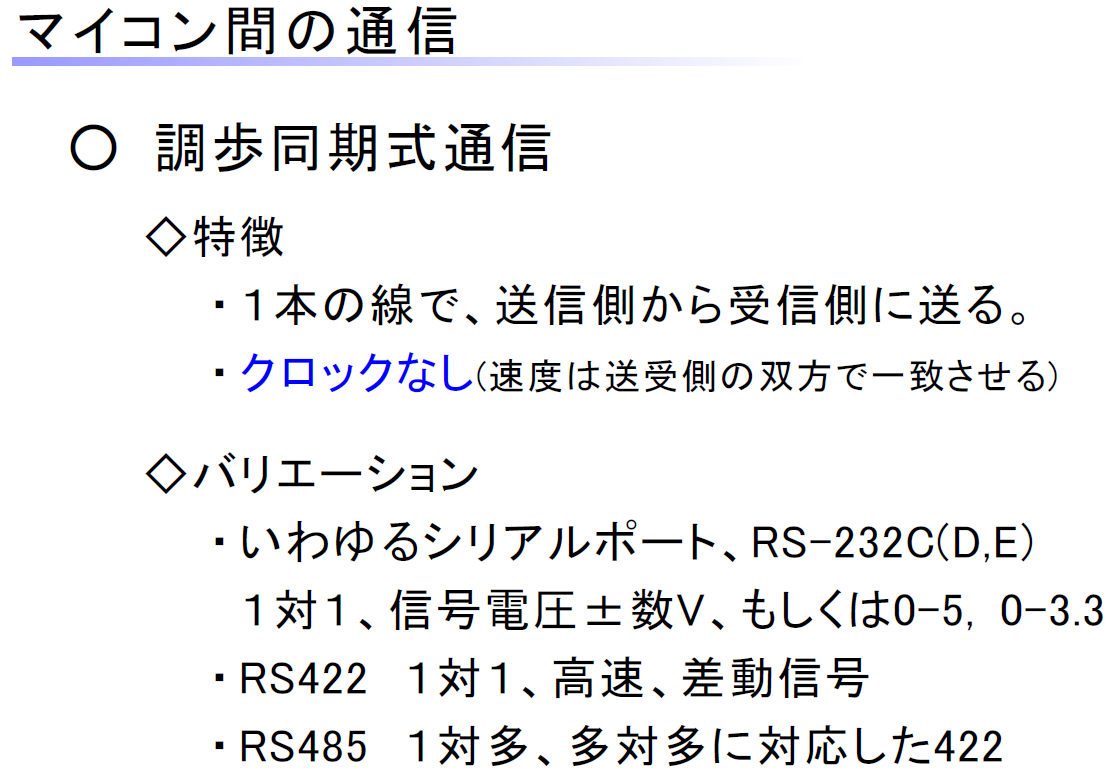 マイコン間の通信
○ 調歩同期式通信
◇特徴
・１本の線で、送信側から受信側に送る。
・クロックなし(速度は送受側の双方で一致させる)
◇バリエーション
・いわゆるシリアルポート、RS-232C(D,E)
１対１、信号電圧±数V、もしくは0-5, 0-3.3
・RS422　１対１、高速、差動信号
・RS485　１対多、多対多に対応した422